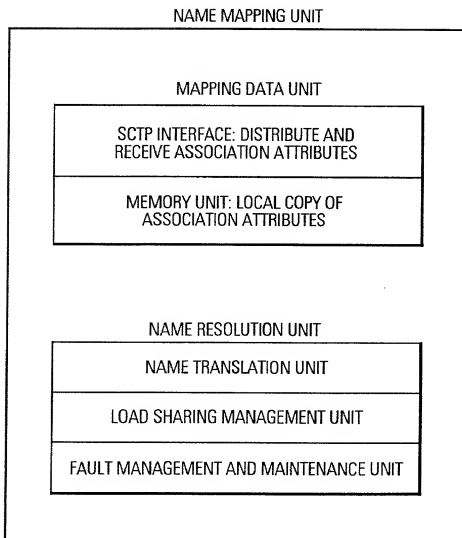 NAME MAPPING UNIT
MAPPING DATA UNIT
SCTP INTERFACE: DISTRIBUTE AND
RECEIVE ASSOCIATION ATTRIBUTES
MEMORY UNIT: LOCAL COPY OF
ASSOCIATION ATTRIBUTES
NAME RESOLUTION UNIT
NAME TRANSLATION UNIT
LOAD SHARING MANAGEMENT UNIT
FAULT MANAGEMENT AND MAINTENANCE UNIT